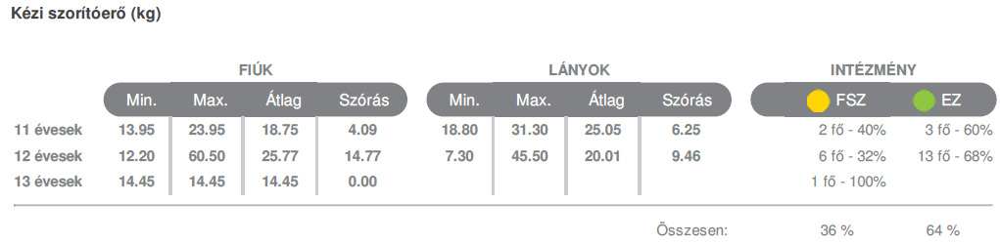 Kézi szorítóerő (kg)
FIÚK LÁNYOK INTÉZMÉNY
Min. Max. Átlag Szórás Min. Max. Átlag Szórás FSZ EZ
11 évesek 13.95 23.95 18.75 4.09 18.80 31.30 25.05 6.25 2 fő - 40% 3 fő - 60%
12 évesek 12.20 60.50 25.77 14.77 7.30 45.50 20.01 9.46 6 fő - 32% 13 fő - 68%
13 évesek 14.45 14.45 14.45 0.00 1 fő - 100%
Összesen: 36 % 64 %